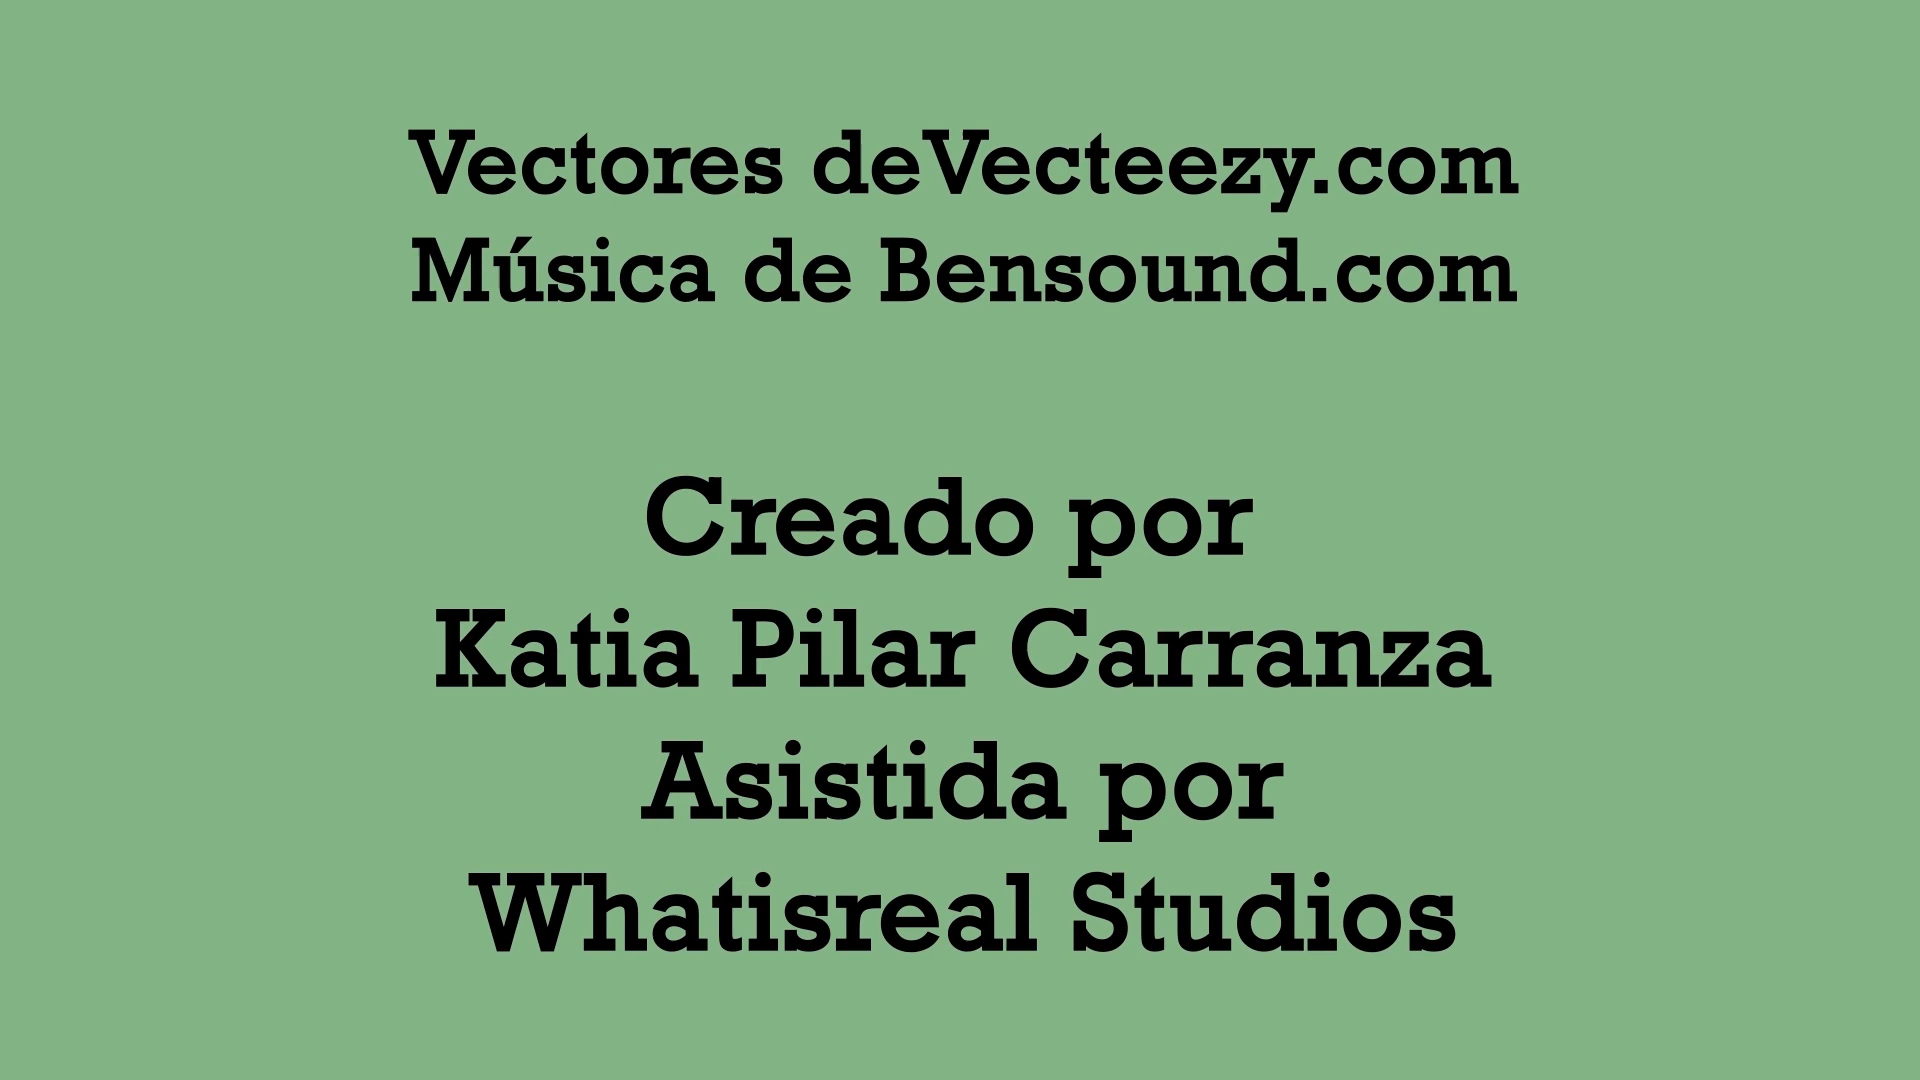 Vectores deVecteezy.com
Música de Bensound.com
Creado por
Katia Pilar Carranza
Asistida por
Whatisreal Studios